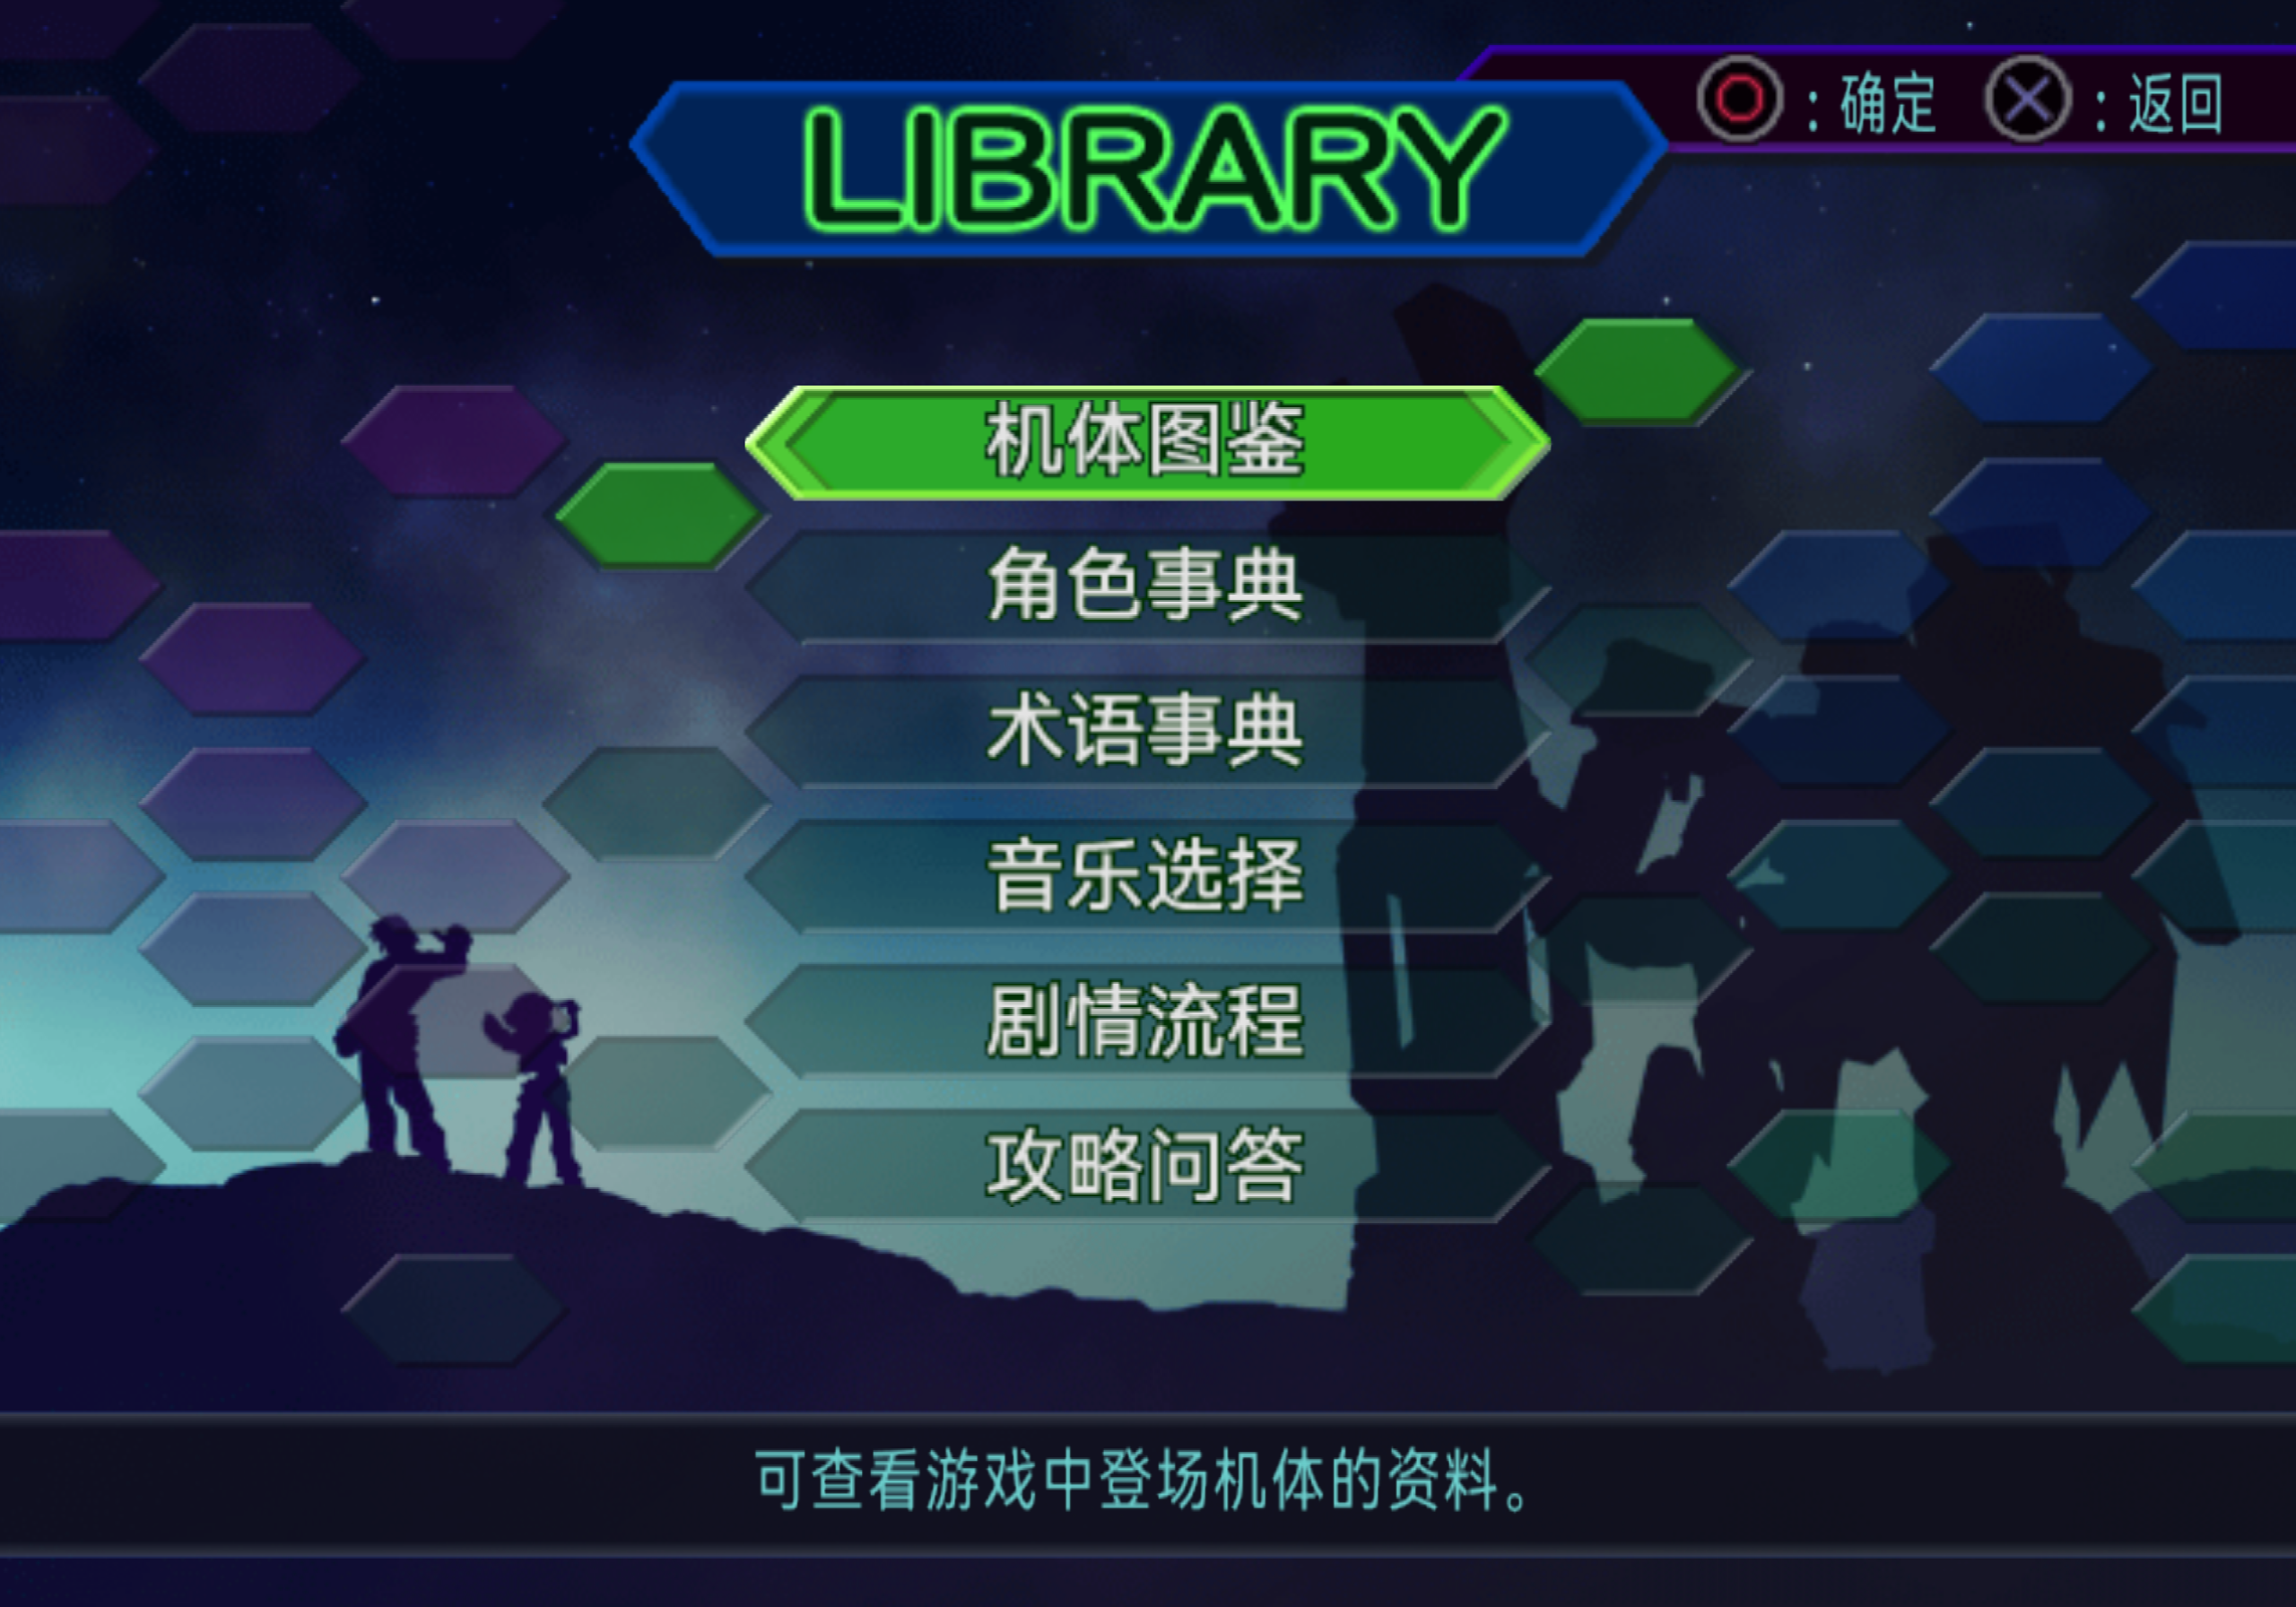 LIBRARY
：确定 ：返回
机体图鉴
角色事典
术语事典
音乐选择
剧情流程
攻略问答
可查看游戏中登场机体的资料。